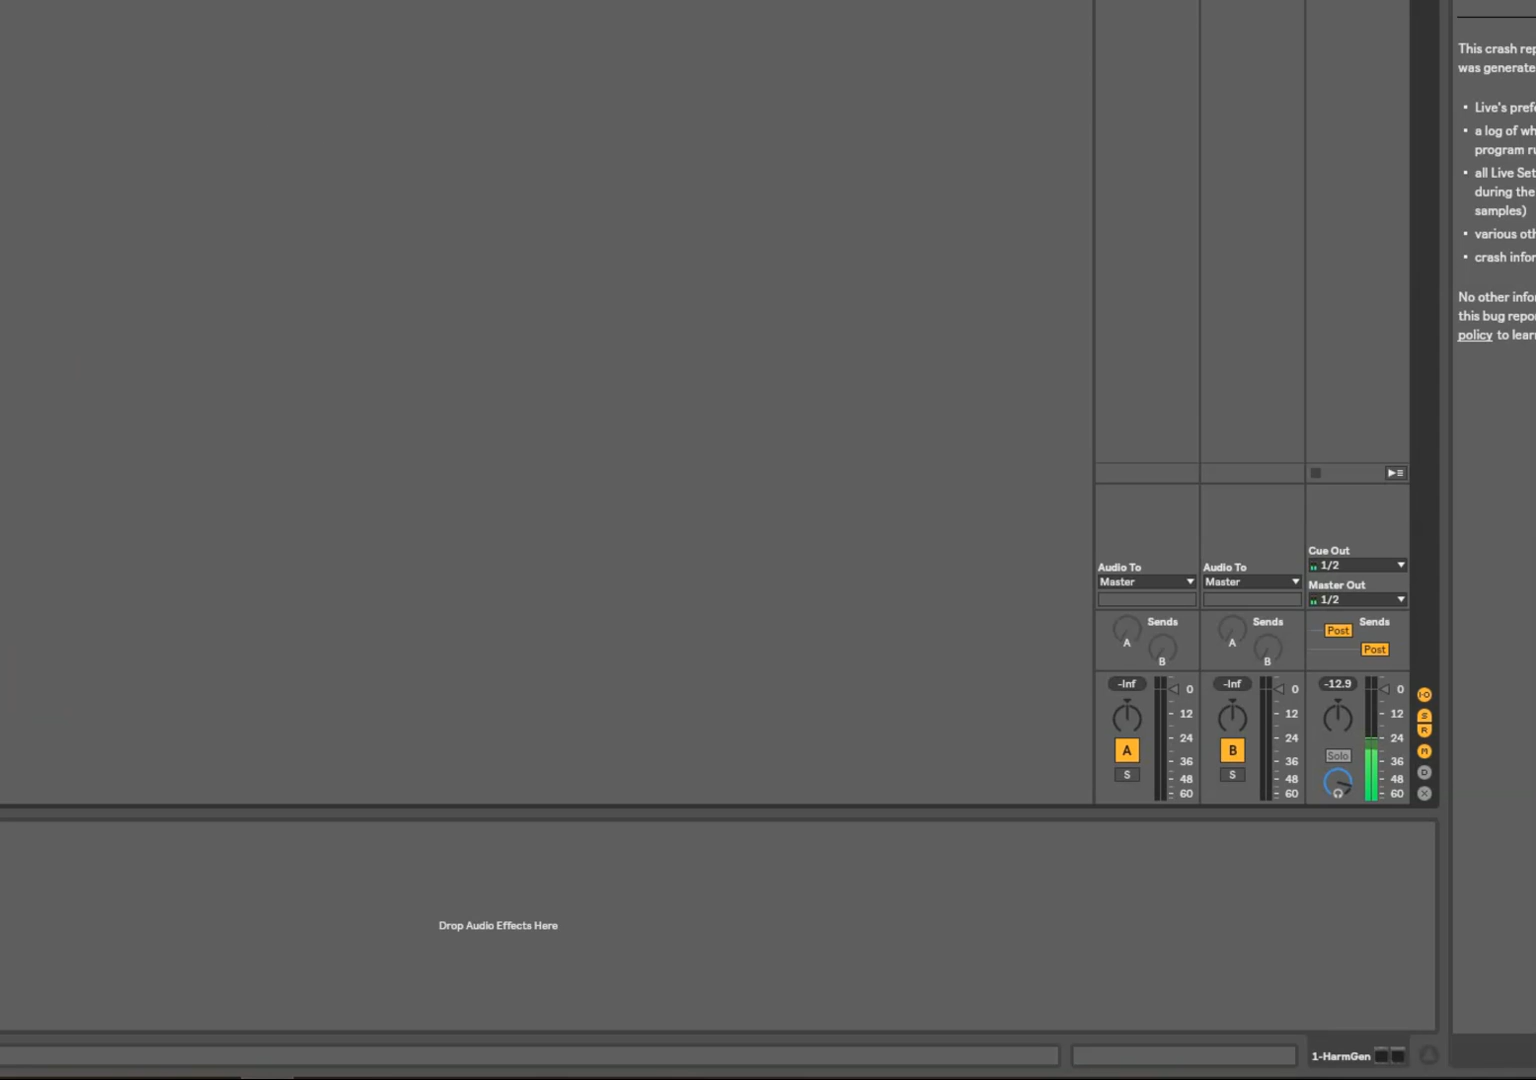 This crash rep
was generate
• Live's pref
• a log of wh
program ru
• all Live Set
during the
samples)
• various oth
• crash infor
No other info
this bug repo
policy to lear
Cue Out
1/2
Master Out
1/2
Audio To
Master
Audio To
Master
Sends
A
B
Sends
A
B
Sends
Post
Post
-Inf
0
12
24
36
48
60
A
S
-Inf
0
12
24
36
48
60
B
S
-12.9
0
12
24
36
48
60
Solo
I·O
S
R
M
D
X
Drop Audio Effects Here
1-HarmGen